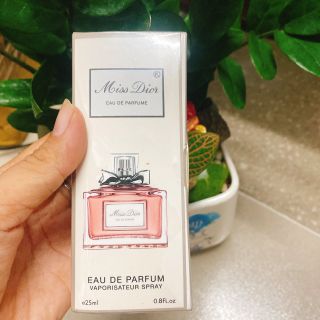 Miss Dior
EAU DE PARFUME
Miss Dior
EAU DE PARFUM
VAPORISATEUR SPRAY
e25ml 0.8fl.oz